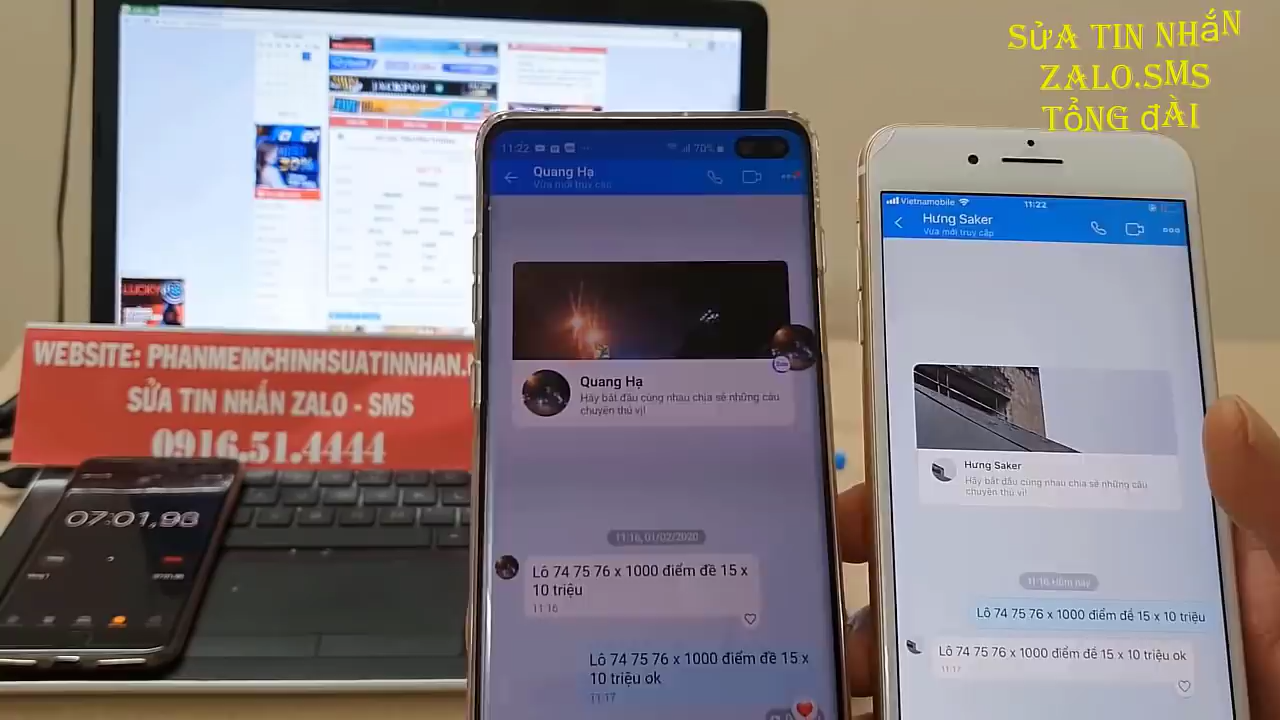 SỬA TIN NHắN
ZALO.SMS
TỔNG đÀI
JACKPOT
WEBSITE: PHANMEMCHINHSUATINNHAN.
SỬA TIN NHẮN ZALO - SMS
0916.51.4444
07:01,98
11:22
70%
Quang Hạ
Vừa mới truy cập
Quang Hạ
Hãy bắt đầu cùng nhau chia sẻ những câu
chuyện thú vị!
11:16, 01/02/2020
Lô 74 75 76 x 1000 điểm đề 15 x
10 triệu
11:16
Lô 74 75 76 x 1000 điểm đề 15 x
10 triệu ok
11:17
Vietnamobile
11:22
Hưng Saker
Vừa mới truy cập
Hưng Saker
Hãy bắt đầu cùng nhau chia sẻ những câu
chuyện thú vị!
11:16 Hôm nay
Lô 74 75 76 x 1000 điểm đề 15 x 10 triệu
Lô 74 75 76 x 1000 điểm đề 15 x 10 triệu ok
11:17